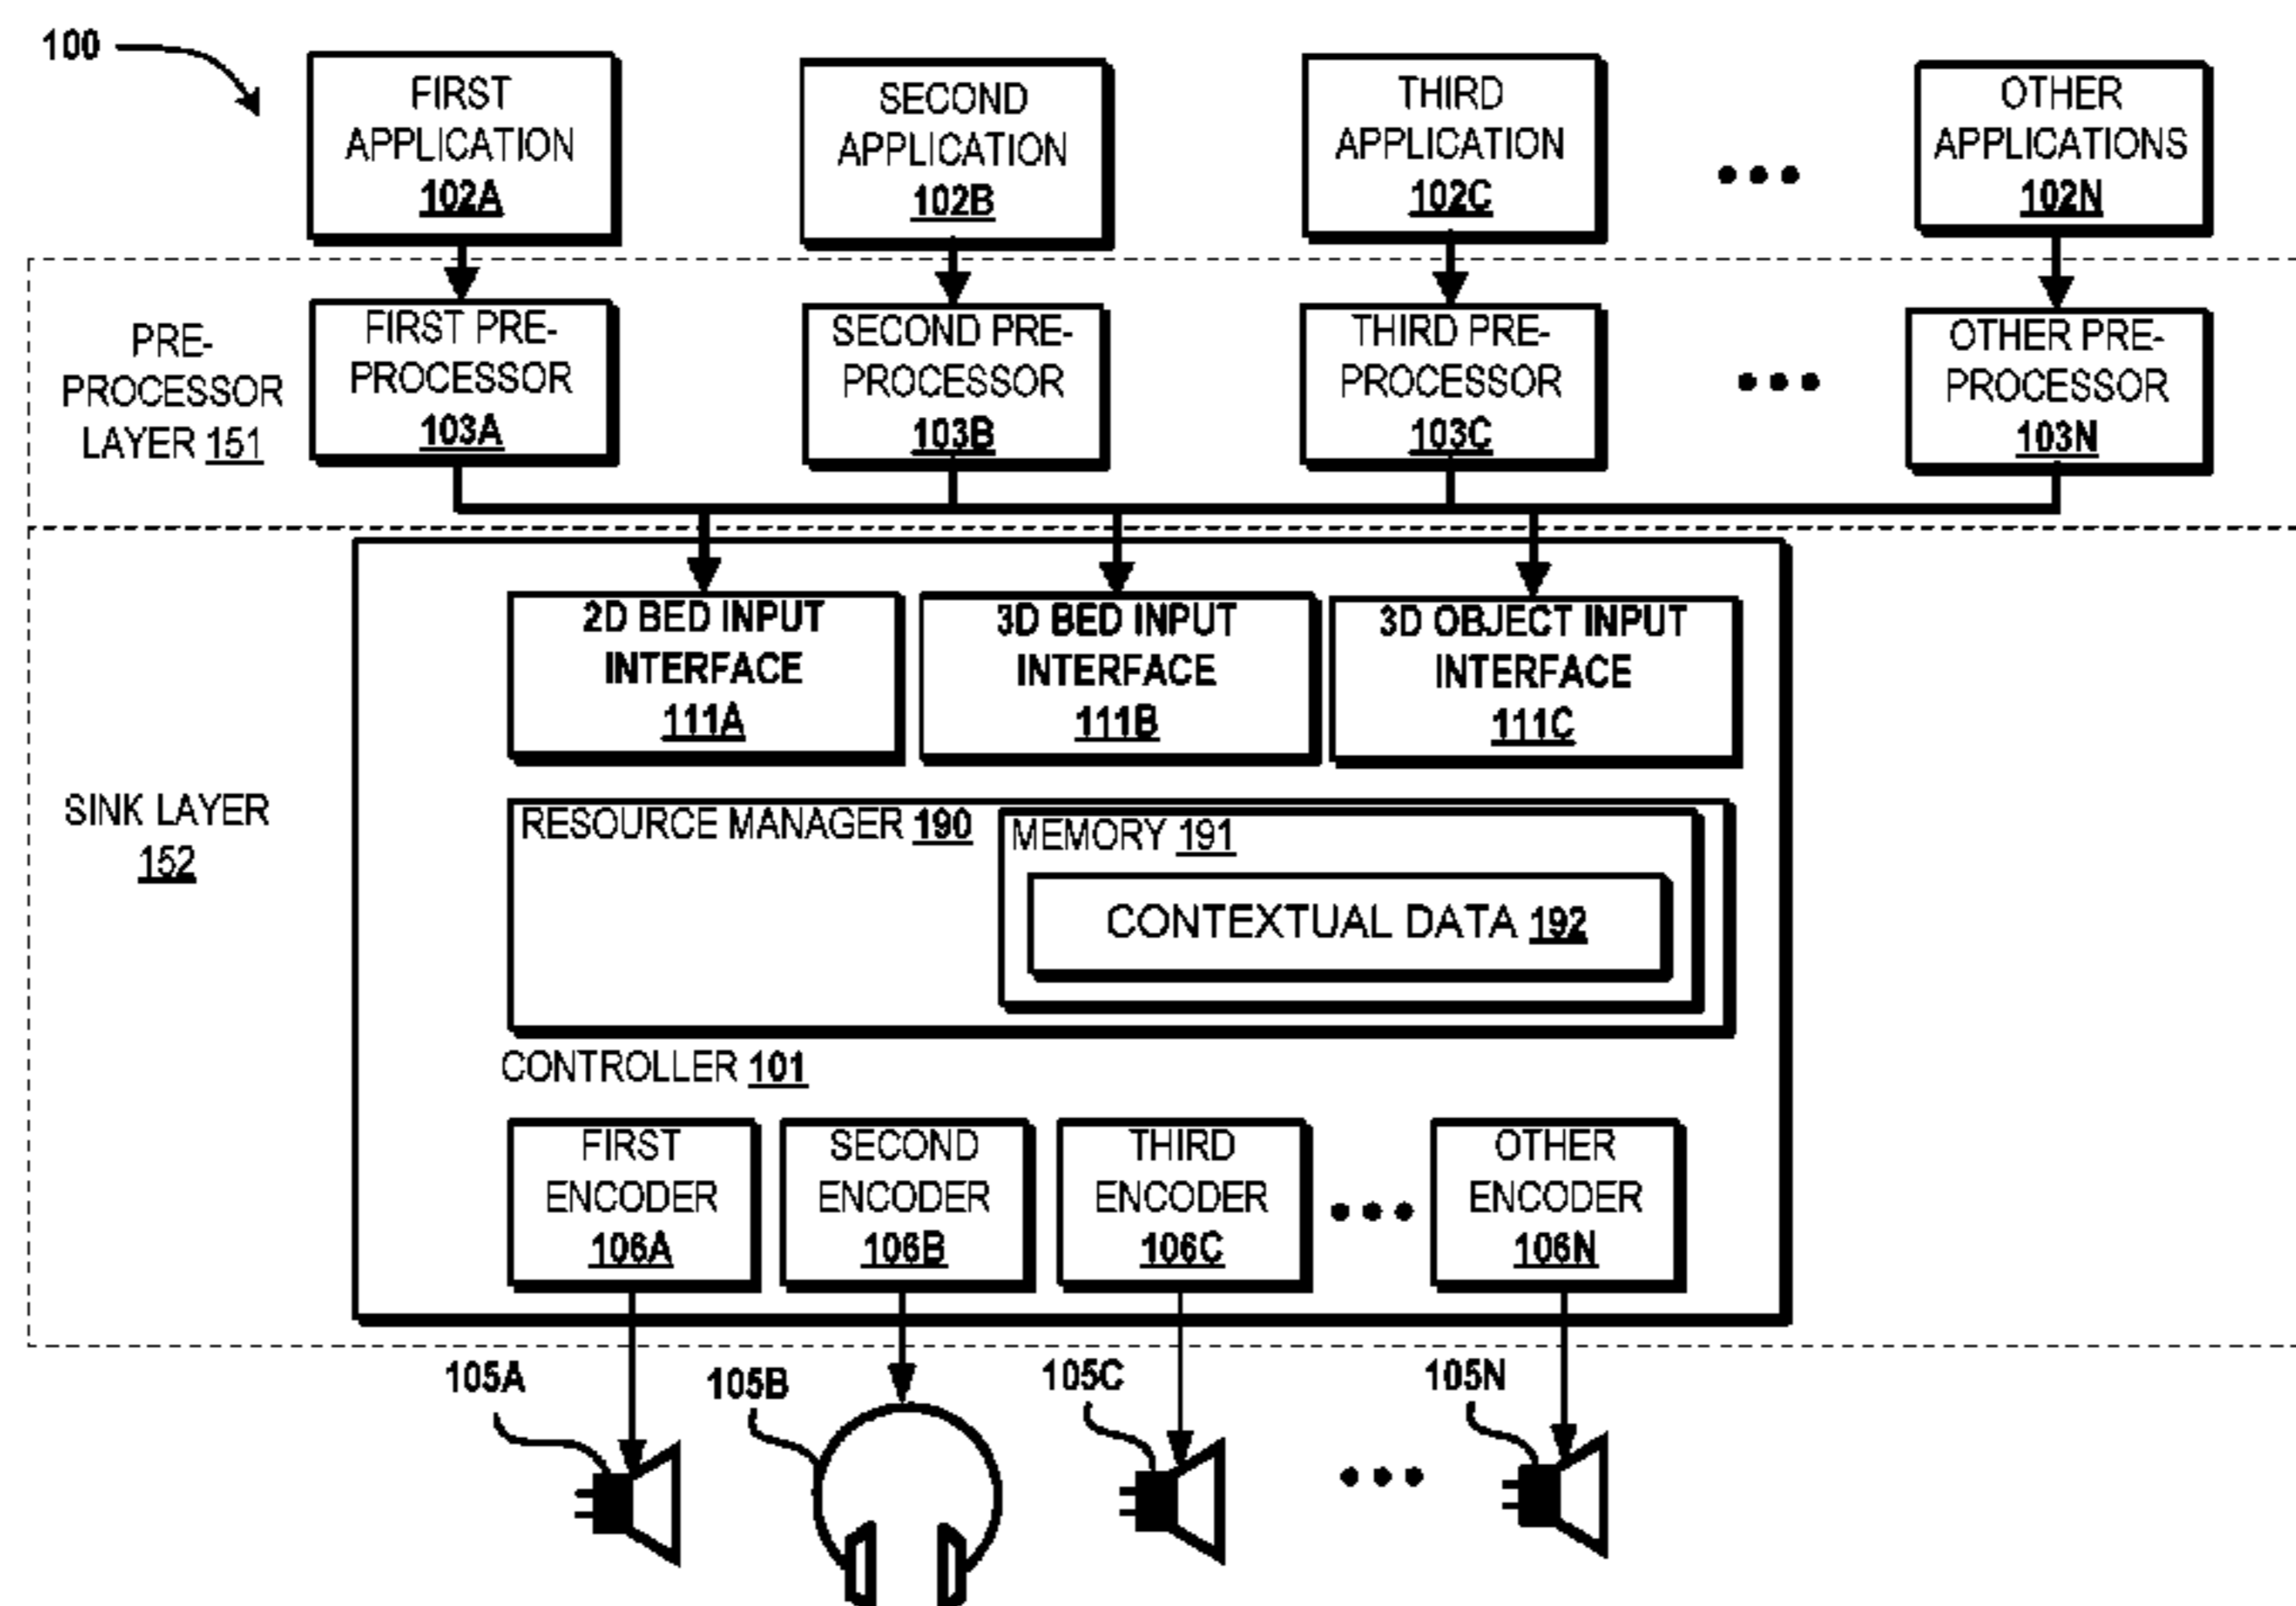 100
FIRST
APPLICATION
102A
SECOND
APPLICATION
102B
THIRD
APPLICATION
102C
OTHER
APPLICATIONS
102N
PRE-
PROCESSOR
LAYER 151
FIRST PRE-
PROCESSOR
103A
SECOND PRE-
PROCESSOR
103B
THIRD PRE-
PROCESSOR
103C
OTHER PRE-
PROCESSOR
103N
SINK LAYER
152
2D BED INPUT
INTERFACE
111A
3D BED INPUT
INTERFACE
111B
3D OBJECT INPUT
INTERFACE
111C
RESOURCE MANAGER 190
MEMORY 191
CONTEXTUAL DATA 192
CONTROLLER 101
FIRST
ENCODER
106A
SECOND
ENCODER
106B
THIRD
ENCODER
106C
OTHER
ENCODER
106N
105A
105B
105C
105N